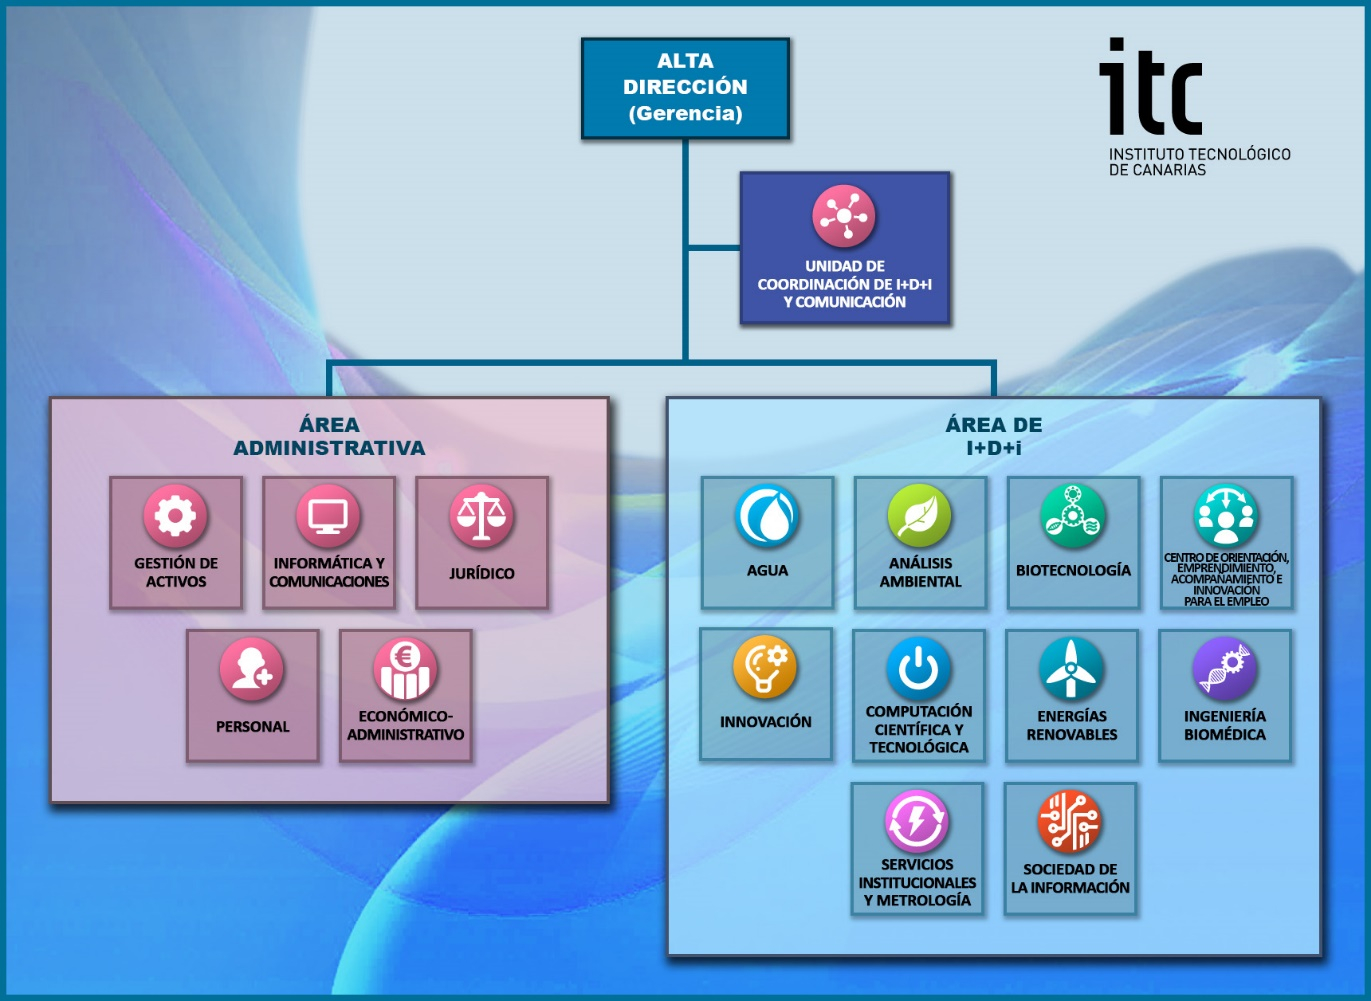 ALTA
DIRECCIÓN
(Gerencia)
itc
INSTITUTO TECNOLÓGICO
DE CANARIAS
UNIDAD DE
COORDINACIÓN DE I+D+I
Y COMUNICACIÓN
ÁREA
ADMINISTRATIVA
GESTIÓN DE
ACTIVOS
INFORMÁTICA Y
COMUNICACIONES
JURÍDICO
PERSONAL
€
ECONÓMICO-
ADMINISTRATIVO
ÁREA DE
I+D+i
AGUA
ANÁLISIS
AMBIENTAL
BIOTECNOLOGÍA
CENTRO DE ORIENTACIÓN,
EMPRENDIMIENTO,
ACOMPAÑAMIENTO E
INNOVACIÓN
PARA EL EMPLEO
INNOVACIÓN
COMPUTACIÓN
CIENTÍFICA Y
TECNOLÓGICA
ENERGÍAS
RENOVABLES
INGENIERÍA
BIOMÉDICA
SERVICIOS
INSTITUCIONALES
Y METROLOGÍA
SOCIEDAD DE
LA INFORMACIÓN